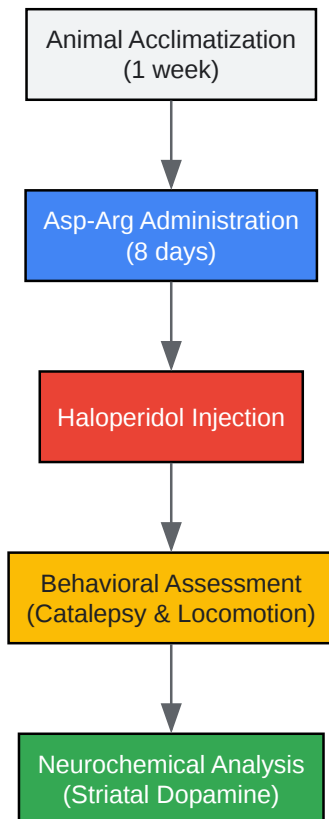 Animal Acclimatization
(1 week)
Asp-Arg Administration
(8 days)
Haloperidol Injection
Behavioral Assessment
(Catalepsy & Locomotion)
Neurochemical Analysis
(Striatal Dopamine)